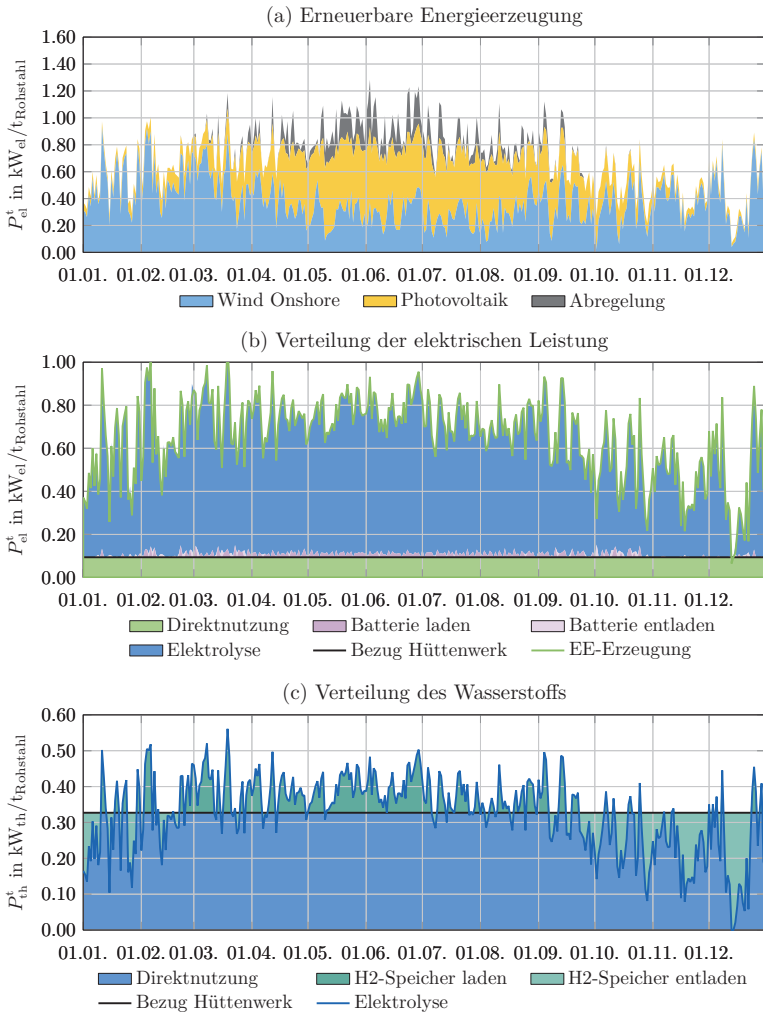 (a) Erneuerbare Energieerzeugung
P_el^t in kW_el/t_Rohstahl
1.60
1.40
1.20
1.00
0.80
0.60
0.40
0.20
0.00
01.01. 01.02. 01.03. 01.04. 01.05. 01.06. 01.07. 01.08. 01.09. 01.10. 01.11. 01.12.
Wind Onshore Photovoltaik Abregelung
(b) Verteilung der elektrischen Leistung
P_el^t in kW_el/t_Rohstahl
1.00
0.80
0.60
0.40
0.20
0.00
01.01. 01.02. 01.03. 01.04. 01.05. 01.06. 01.07. 01.08. 01.09. 01.10. 01.11. 01.12.
Direktnutzung Batterie laden Batterie entladen
Elektrolyse Bezug Hüttenwerk EE-Erzeugung
(c) Verteilung des Wasserstoffs
P_th^t in kW_th/t_Rohstahl
0.60
0.50
0.40
0.30
0.20
0.10
0.00
01.01. 01.02. 01.03. 01.04. 01.05. 01.06. 01.07. 01.08. 01.09. 01.10. 01.11. 01.12.
Direktnutzung H2-Speicher laden H2-Speicher entladen
Bezug Hüttenwerk Elektrolyse